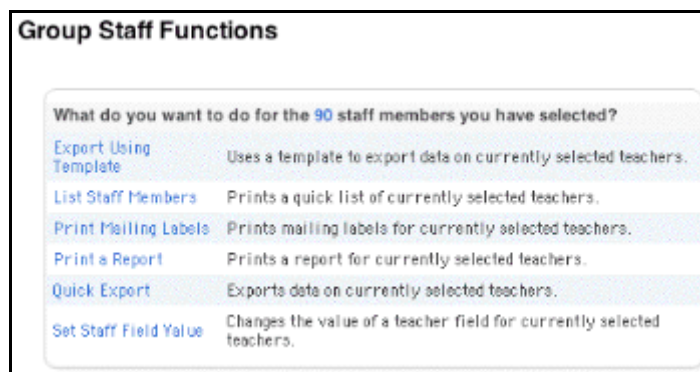 Group Staff Functions
What do you want to do for the 90 staff members you have selected?
Export Using
Template
Uses a template to export data on currently selected teachers.
List Staff Members Prints a quick list of currently selected teachers.
Print Mailing Labels Prints mailing labels for currently selected teachers.
Print a Report Prints a report for currently selected teachers.
Quick Export Exports data on currently selected teachers.
Set Staff Field Value Changes the value of a teacher field for currently selected
teachers.